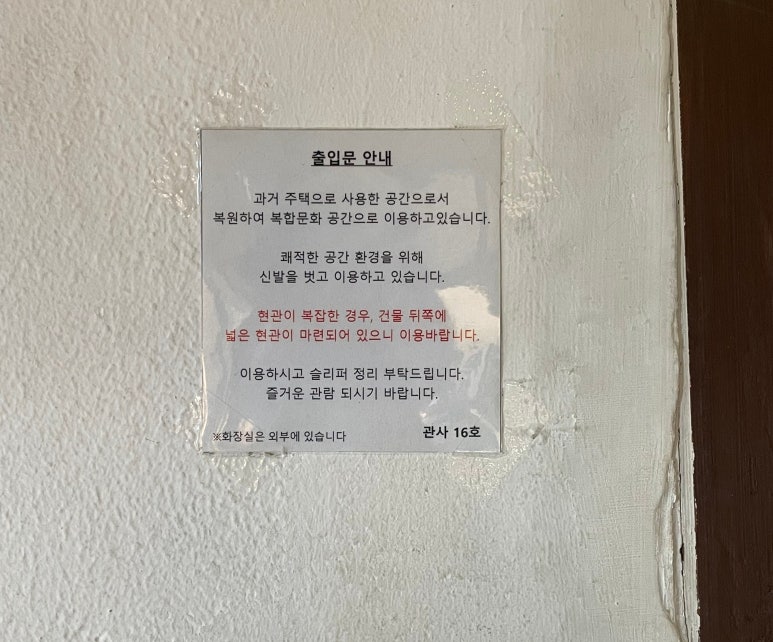 출입문 안내
과거 주택으로 사용한 공간으로서
복원하여 복합문화 공간으로 이용하고있습니다.
쾌적한 공간 환경을 위해
신발을 벗고 이용하고 있습니다.
현관이 복잡한 경우, 건물 뒤쪽에
넓은 현관이 마련되어 있으니 이용바랍니다.
이용하시고 슬리퍼 정리 부탁드립니다.
즐거운 관람 되시기 바랍니다.
※화장실은 외부에 있습니다
관사 16호